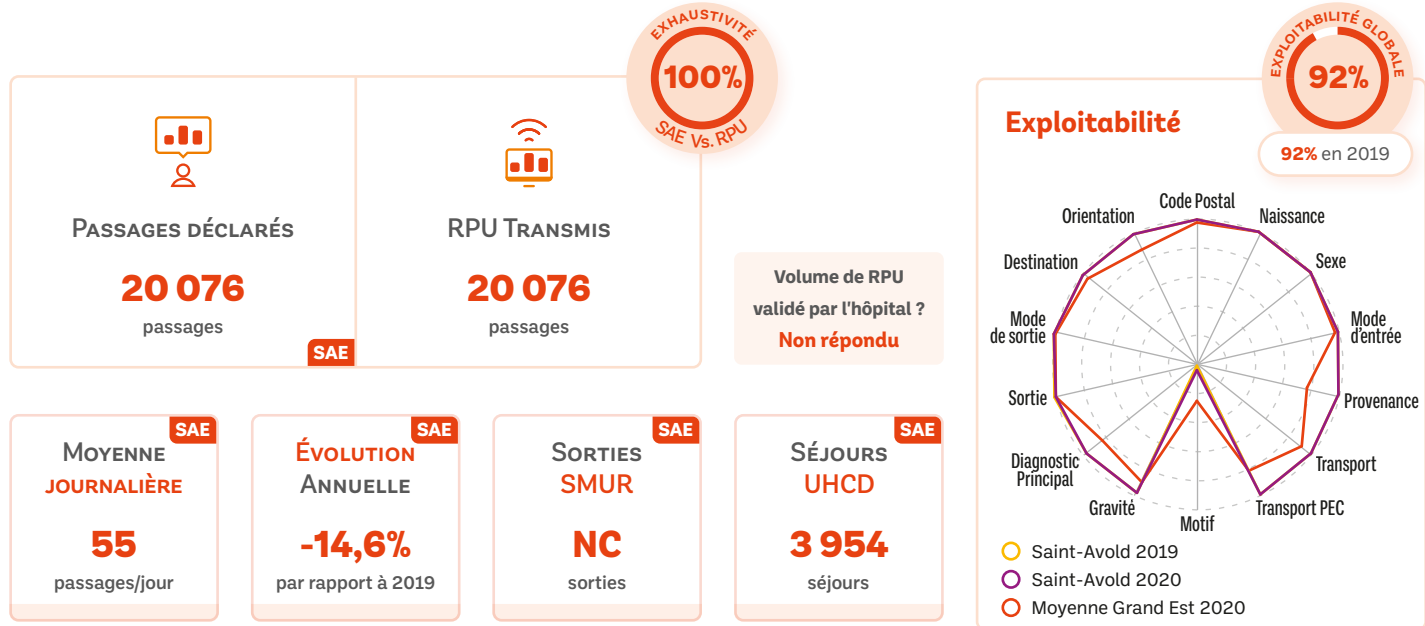 EXHAUSTIVITÉ
100%
SAE Vs. RPU
PASSAGES DÉCLARÉS
20 076
passages
SAE
RPU TRANSMIS
20 076
passages
Volume de RPU
validé par l'hôpital ?
Non répondu
SAE
MOYENNE
JOURNALIÈRE
55
passages/jour
SAE
ÉVOLUTION
ANNUELLE
-14,6%
par rapport à 2019
SAE
SORTIES
SMUR
NC
sorties
SAE
SÉJOURS
UHCD
3 954
séjours
EXPLOITABILITÉ GLOBALE
92%
92% en 2019
Exploitabilité
Code Postal
Naissance
Sexe
Mode
d'entrée
Provenance
Transport
Transport PEC
Motif
Gravité
Diagnostic
Principal
Sortie
Mode
de sortie
Destination
Orientation
Saint-Avold 2019
Saint-Avold 2020
Moyenne Grand Est 2020